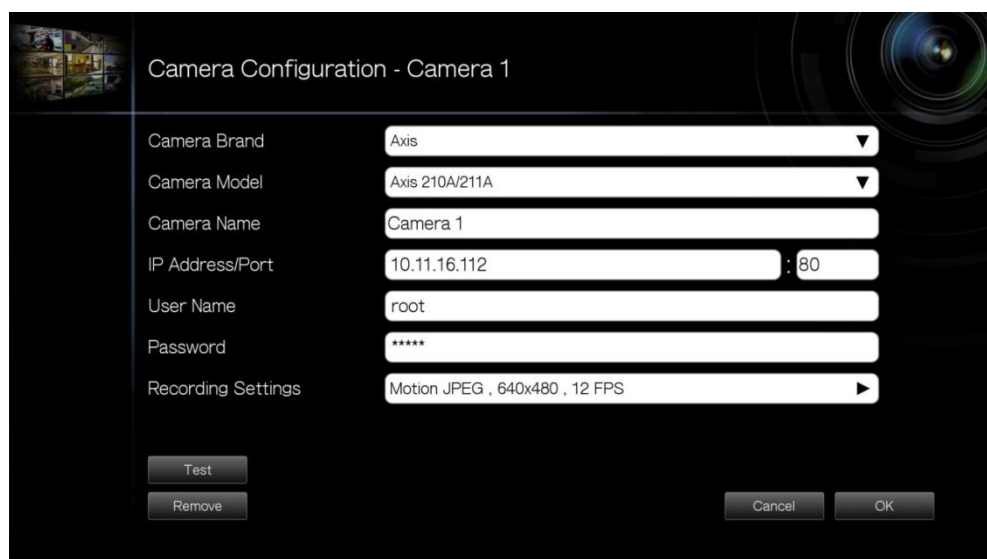 Camera Configuration - Camera 1
Camera Brand Axis ▼
Camera Model Axis 210A/211A ▼
Camera Name Camera 1
IP Address/Port 10.11.16.112 : 80
User Name root
Password *****
Recording Settings Motion JPEG , 640x480 , 12 FPS ►
Test
Remove Cancel OK